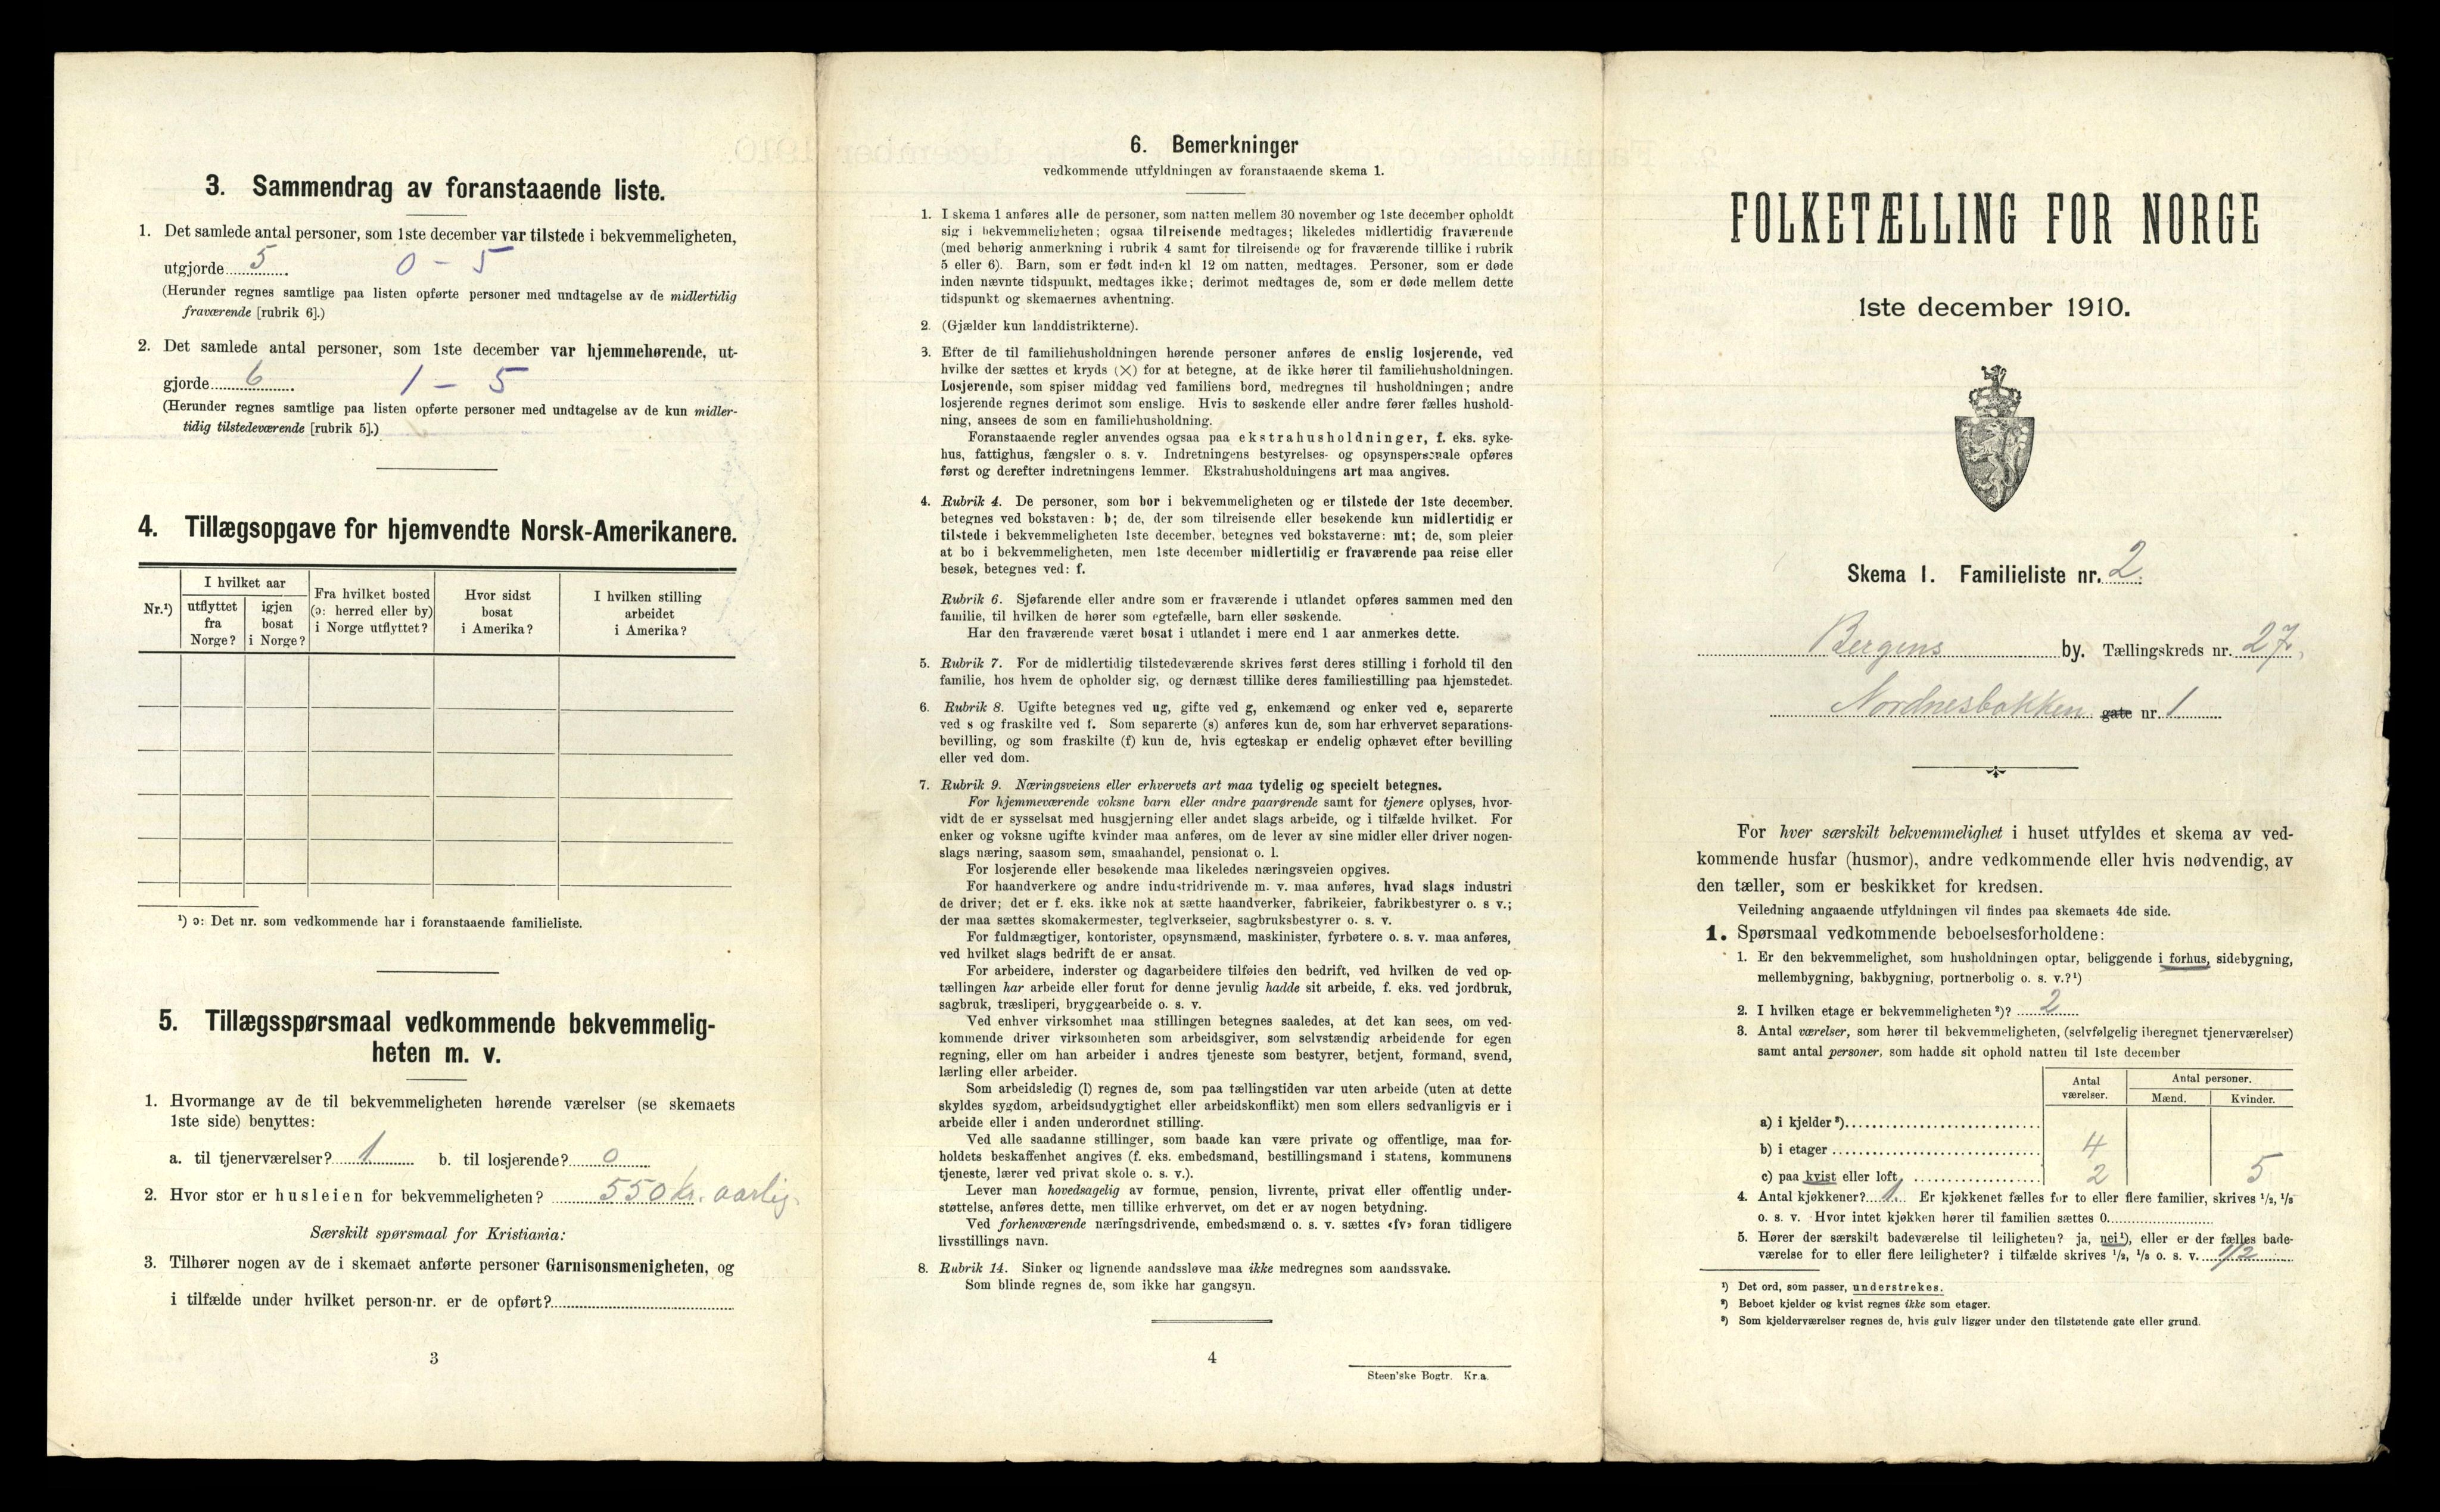 3. Sammendrag av foranstaaende liste.
1. Det samlede antal personer, som 1ste december var tilstede i bekvemmeligheten,
utgjorde 5 0 – 5
(Herunder regnes samtlige paa listen opførte personer med undtagelse av de midlertidig
fraværende [rubrik 6].)
2. Det samlede antal personer, som 1ste december var hjemmehørende, ut-
gjorde 6 1 – 5
(Herunder regnes samtlige paa listen opførte personer med undtagelse av de kun midler-
tidig tilstedeværende [rubrik 5].)
4. Tillægsopgave for hjemvendte Norsk-Amerikanere.
Nr.¹)
I hvilket aar
utflyttet
fra
Norge?
igjen
bosat
i Norge?
Fra hvilket bosted
(ɔ: herred eller by)
i Norge utflyttet?
Hvor sidst
bosat
i Amerika?
I hvilken stilling
arbeidet
i Amerika?
¹) ɔ: Det nr. som vedkommende har i foranstaaende familieliste.
5. Tillægsspørsmaal vedkommende bekvemmelig-
heten m. v.
1. Hvormange av de til bekvemmeligheten hørende værelser (se skemaets
1ste side) benyttes:
a. til tjenerværelser? 1 b. til losjerende? 0
2. Hvor stor er husleien for bekvemmeligheten? 550 kr. aarlig.
Særskilt spørsmaal for Kristiania:
3. Tilhører nogen av de i skemaet anførte personer Garnisonsmenigheten, og
i tilfælde under hvilket person-nr. er de opført?
3
6. Bemerkninger
vedkommende utfyldningen av foranstaaende skema 1.
1. I skema 1 anføres alle de personer, som natten mellem 30 november og 1ste december opholdt
sig i bekvemmeligheten; ogsaa tilreisende medtages; likeledes midlertidig fraværende
(med behørig anmerkning i rubrik 4 samt for tilreisende og for fraværende tillike i rubrik
5 eller 6). Barn, som er født inden kl 12 om natten, medtages. Personer, som er døde
inden nævnte tidspunkt, medtages ikke; derimot medtages de, som er døde mellem dette
tidspunkt og skemaernes avhentning.
2. (Gjælder kun landdistrikterne).
3. Efter de til familiehusholdningen hørende personer anføres de enslig losjerende, ved
hvilke der sættes et kryds (×) for at betegne, at de ikke hører til familiehusholdningen.
Losjerende, som spiser middag ved familiens bord, medregnes til husholdningen; andre
losjerende regnes derimot som enslige. Hvis to søskende eller andre fører fælles hushold-
ning, ansees de som en familiehusholdning.
Foranstaaende regler anvendes ogsaa paa ekstrahusholdninger, f. eks. syke-
hus, fattighus, fængsler o. s. v. Indretningens bestyrelses- og opsynspersonale opføres
først og derefter indretningens lemmer. Ekstrahusholdningens art maa angives.
4. Rubrik 4. De personer, som bor i bekvemmeligheten og er tilstede der 1ste december,
betegnes ved bokstaven: b; de, der som tilreisende eller besøkende kun midlertidig er
tilstede i bekvemmeligheten 1ste december, betegnes ved bokstaverne: mt; de, som pleier
at bo i bekvemmeligheten, men 1ste december midlertidig er fraværende paa reise eller
besøk, betegnes ved: f.
Rubrik 6. Sjøfarende eller andre som er fraværende i utlandet opføres sammen med den
familie, til hvilken de hører som egtefælle, barn eller søskende.
Har den fraværende været bosat i utlandet i mere end 1 aar anmerkes dette.
5. Rubrik 7. For de midlertidig tilstedeværende skrives først deres stilling i forhold til den
familie, hos hvem de opholder sig, og dernæst tillike deres familiestilling paa hjemstedet.
6. Rubrik 8. Ugifte betegnes ved ug, gifte ved g, enkemænd og enker ved e, separerte
ved s og fraskilte ved f. Som separerte (s) anføres kun de, som har erhvervet separations-
bevilling, og som fraskilte (f) kun de, hvis egteskap er endelig ophævet efter bevilling
eller ved dom.
7. Rubrik 9. Næringsveiens eller erhvervets art maa tydelig og specielt betegnes.
For hjemmeværende voksne barn eller andre paarørende samt for tjenere oplyses, hvor-
vidt de er sysselsat med husgjerning eller andet slags arbeide, og i tilfælde hvilket. For
enker og voksne ugifte kvinder maa anføres, om de lever av sine midler eller driver nogen-
slags næring, saasom søm, smaahandel, pensionat o. l.
For losjerende eller besøkende maa likeledes næringsveien opgives.
For haandverkere og andre industridrivende m. v. maa anføres, hvad slags industri
de driver; det er f. eks. ikke nok at sætte haandverker, fabrikeier, fabrikbestyrer o. s v.;
der maa sættes skomakermester, teglverkseier, sagbruksbestyrer o. s. v.
For fuldmægtiger, kontorister, opsynsmænd, maskinister, fyrbøtere o. s. v. maa anføres,
ved hvilket slags bedrift de er ansat.
For arbeidere, inderster og dagarbeidere tilføies den bedrift, ved hvilken de ved op-
tællingen har arbeide eller forut for denne jevnlig hadde sit arbeide, f. eks. ved jordbruk,
sagbruk, træsliperi, bryggearbeide o. s. v.
Ved enhver virksomhet maa stillingen betegnes saaledes, at det kan sees, om ved-
kommende driver virksomheten som arbeidsgiver, som selvstændig arbeidende for egen
regning, eller om han arbeider i andres tjeneste som bestyrer, betjent, formand, svend,
lærling eller arbeider.
Som arbeidsledig (l) regnes de, som paa tællingstiden var uten arbeide (uten at dette
skyldes sygdom, arbeidsudygtighet eller arbeidskonflikt) men som ellers sedvanligvis er i
arbeide eller i anden underordnet stilling.
Ved alle saadanne stillinger, som baade kan være private og offentlige, maa for-
holdets beskaffenhet angives (f. eks. embedsmand, bestillingsmand i statens, kommunens
tjeneste, lærer ved privat skole o. s. v.).
Lever man hovedsagelig av formue, pension, livrente, privat eller offentlig under-
støttelse, anføres dette, men tillike erhvervet, om det er av nogen betydning.
Ved forhenværende næringsdrivende, embedsmænd o. s. v. sættes «fv» foran tidligere
livsstillings navn.
8. Rubrik 14. Sinker og lignende aandssløve maa ikke medregnes som aandssvake.
Som blinde regnes de, som ikke har gangsyn.
4
Steen'ske Bogtr. Kr.a.
FOLKETÆLLING FOR NORGE
1ste december 1910.
Skema 1. Familieliste nr. 2
Bergens by. Tællingskreds nr. 27.
Nordnesbakken gate nr 1
For hver særskilt bekvemmelighet i huset utfyldes et skema av ved-
kommende husfar (husmor), andre vedkommende eller hvis nødvendig, av
den tæller, som er beskikket for kredsen.
Veiledning angaaende utfyldningen vil findes paa skemaets 4de side.
1. Spørsmaal vedkommende beboelsesforholdene:
1. Er den bekvemmelighet, som husholdningen optar, beliggende i forhus, sidebygning,
mellembygning, bakbygning, portnerbolig o. s. v.?¹)
2. I hvilken etage er bekvemmeligheten²)? 2
3. Antal værelser, som hører til bekvemmeligheten, (selvfølgelig iberegnet tjenerværelser)
samt antal personer, som hadde sit ophold natten til 1ste december
Antal
værelser.
Antal personer.
Mænd. Kvinder.
a) i kjelder³)
b) i etager 4
c) paa kvist eller loft 2 5
4. Antal kjøkkener? 1. Er kjøkkenet fælles for to eller flere familier, skrives ¹/₂, ¹/₃
o. s. v. Hvor intet kjøkken hører til familien sættes 0.
5. Hører der særskilt badeværelse til leiligheten? ja, nei¹), eller er der fælles bade-
værelse for to eller flere leiligheter? i tilfælde skrives ¹/₂, ¹/₃ o. s. v. 1/2
¹) Det ord, som passer, understrekes.
²) Beboet kjelder og kvist regnes ikke som etager.
³) Som kjelderværelser regnes de, hvis gulv ligger under den tilstøtende gate eller grund.